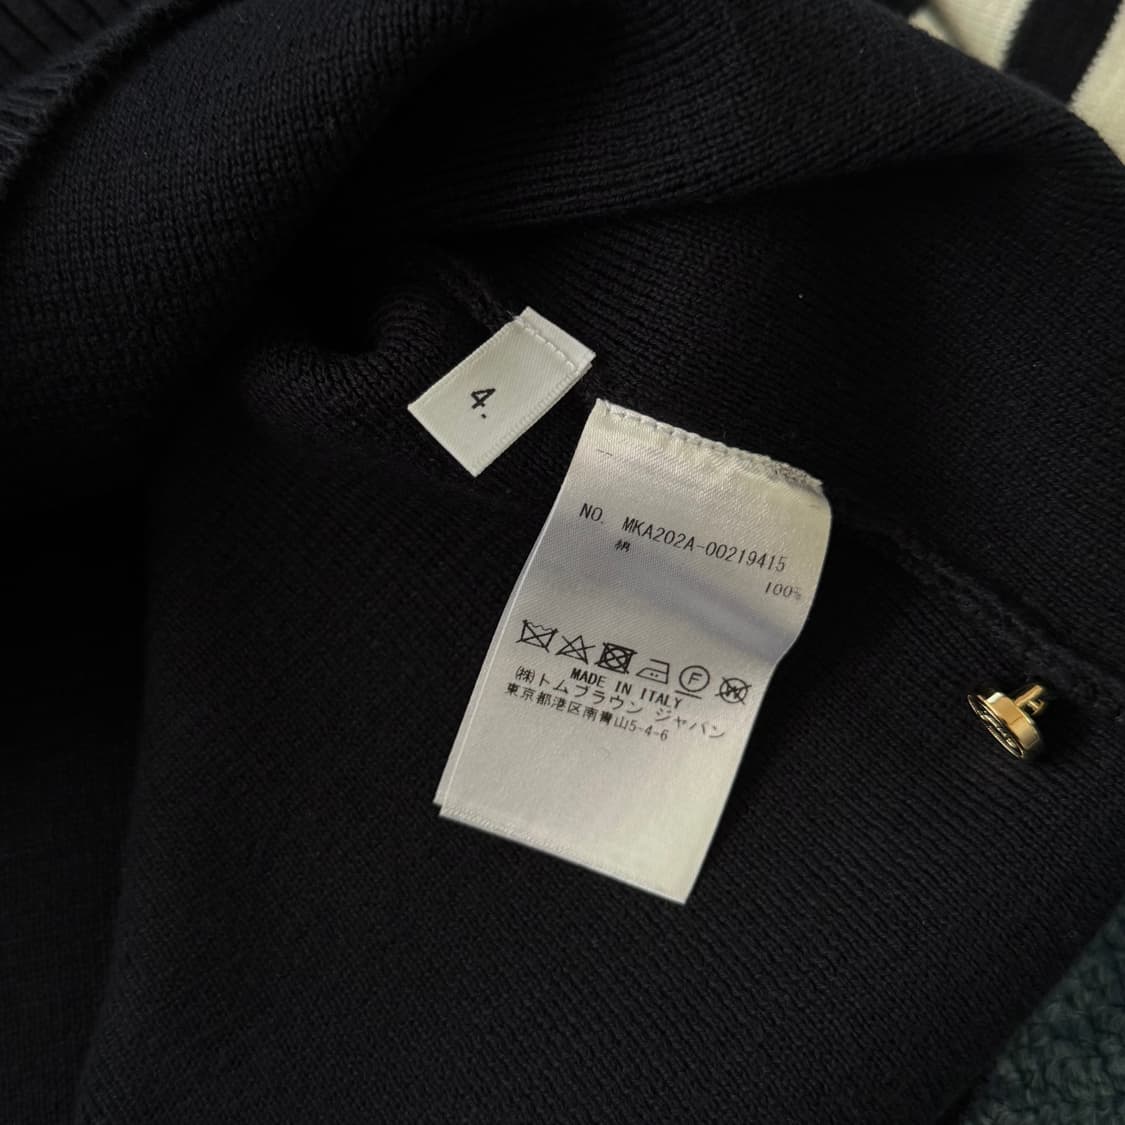 4.
NO. MKA202A-00219415
柄
100%
F
W
MADE IN ITALY
㈱トムブラウン ジャパン
東京都港区南青山5-4-6